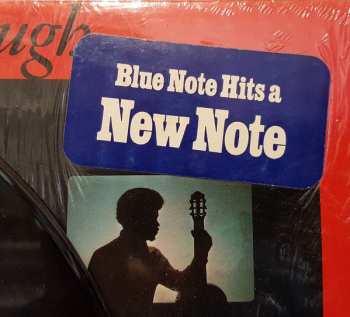 ugh
Blue Note Hits a
New Note